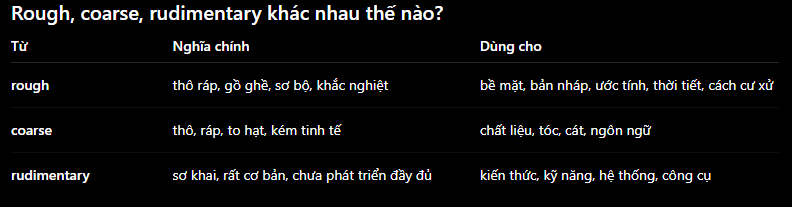 Rough, coarse, rudimentary khác nhau thế nào?
Từ Nghĩa chính Dùng cho
rough thô ráp, gồ ghề, sơ bộ, khắc nghiệt bề mặt, bản nháp, ước tính, thời tiết, cách cư xử
coarse thô, ráp, to hạt, kém tinh tế chất liệu, tóc, cát, ngôn ngữ
rudimentary sơ khai, rất cơ bản, chưa phát triển đầy đủ kiến thức, kỹ năng, hệ thống, công cụ